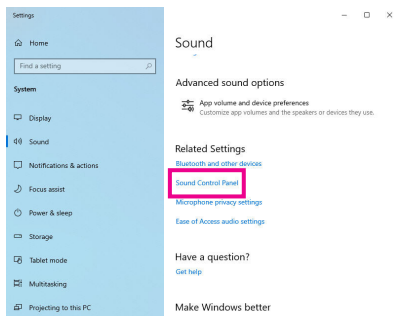 Settings
Home
Find a setting
System
Display
Sound
Notifications & actions
Focus assist
Power & sleep
Storage
Tablet mode
Multitasking
Projecting to this PC
Sound
Advanced sound options
App volume and device preferences
Customize app volumes and the speakers or devices they use.
Related Settings
Bluetooth and other devices
Sound Control Panel
Microphone privacy settings
Ease of Access audio settings
Have a question?
Get help
Make Windows better